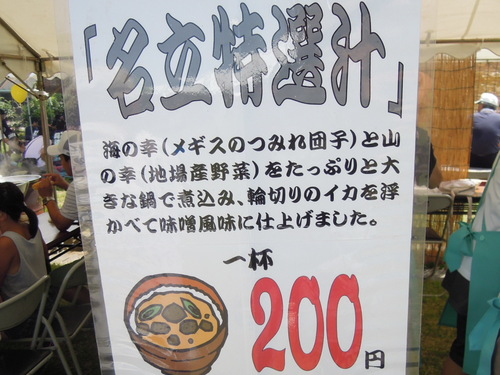 「名立特選汁」
海の幸(メギスのつみれ団子)と山
の幸(地場産野菜)をたっぷりと大
きな鍋で煮込み、輪切りのイカを浮
かべて味噌風味に仕上げました。
一杯
200円